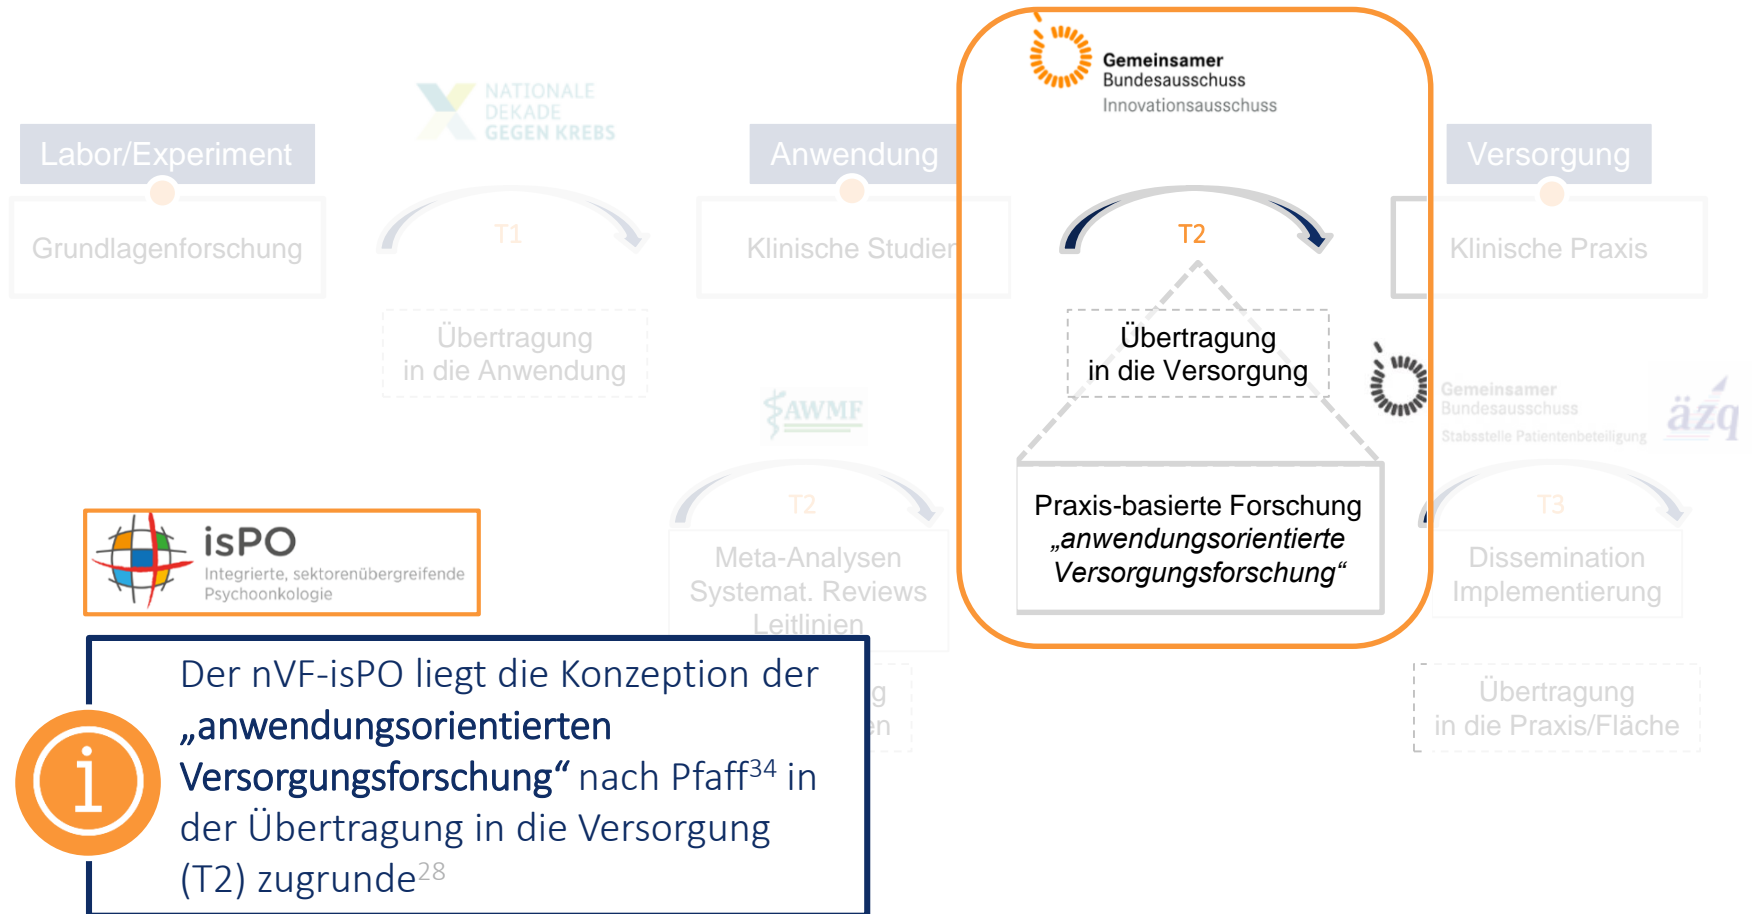 Gemeinsamer
Bundesausschuss
Innovationsausschuss
NATIONALE
DEKADE
GEGEN KREBS
Labor/Experiment
Anwendung
Versorgung
Grundlagenforschung
T1
Klinische Studien
T2
Klinische Praxis
Übertragung
in die Anwendung
Übertragung
in die Versorgung
AWMF
Gemeinsamer
Bundesausschuss
Stabsstelle Patientenbeteiligung
äzq
T2
Meta-Analysen
Systemat. Reviews
Leitlinien
Praxis-basierte Forschung
„anwendungsorientierte
Versorgungsforschung“
T3
Dissemination
Implementierung
isPO
Integrierte, sektorenübergreifende
Psychoonkologie
g
en
Übertragung
in die Praxis/Fläche
i
Der nVF-isPO liegt die Konzeption der
„anwendungsorientierten
Versorgungsforschung“ nach Pfaff³⁴ in
der Übertragung in die Versorgung
(T2) zugrunde²⁸